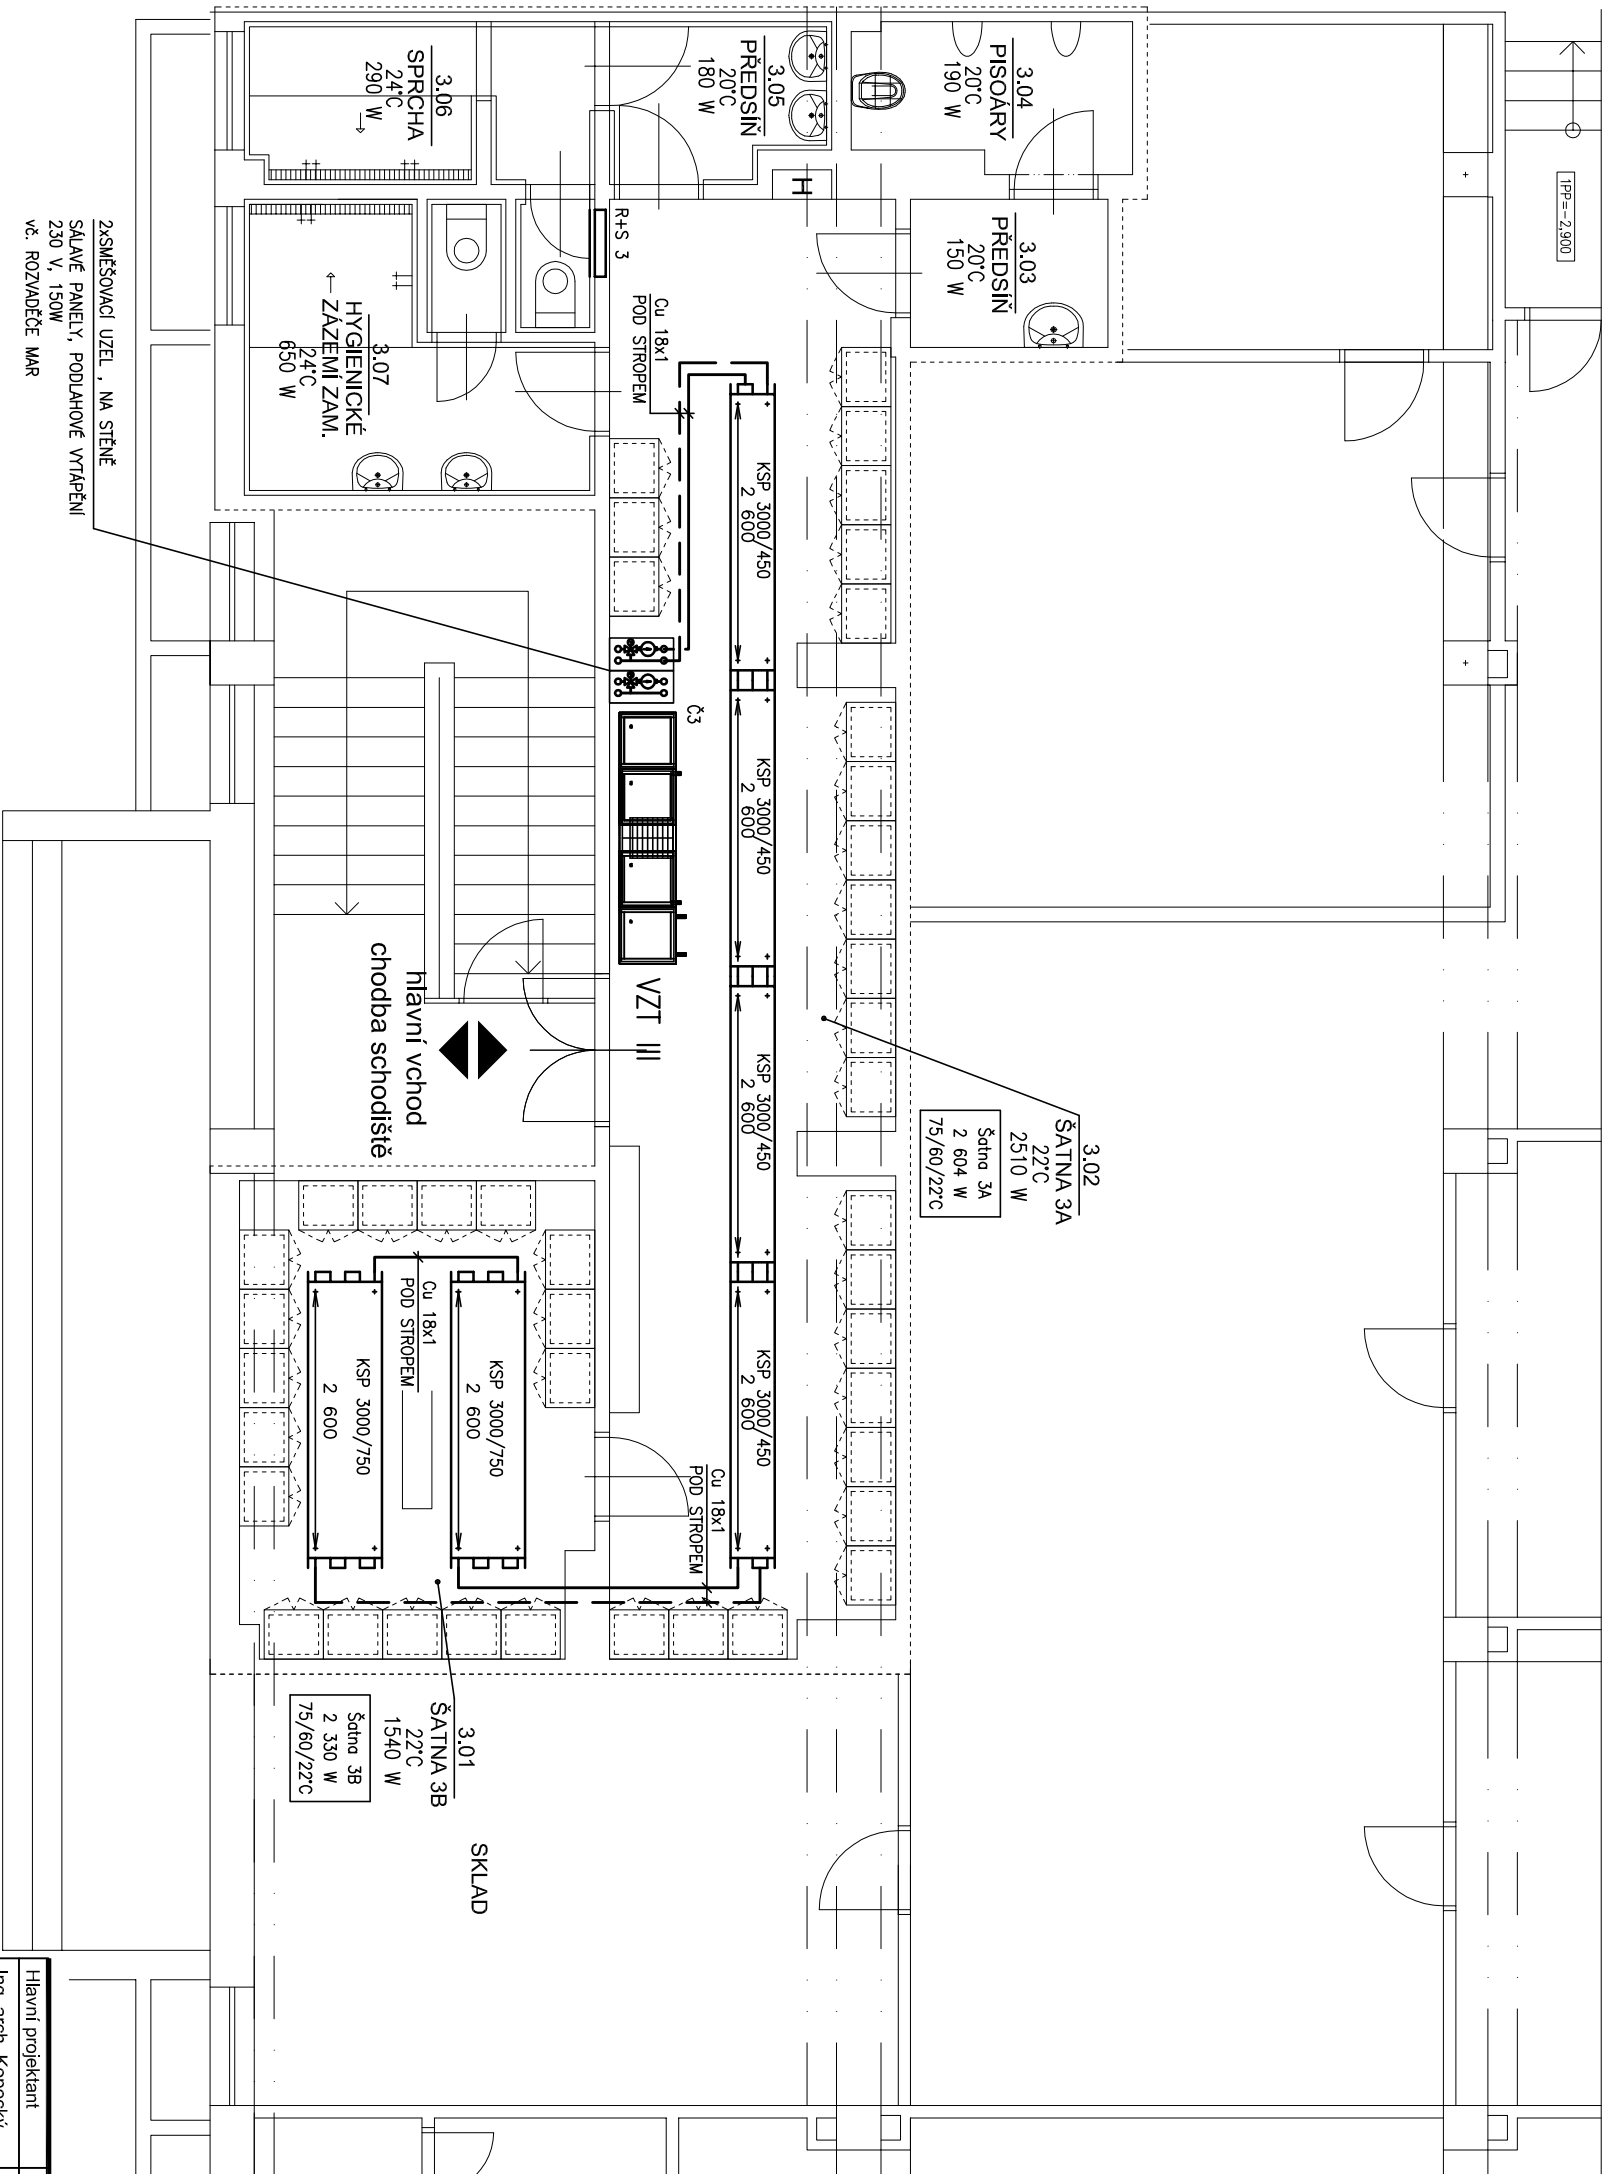 1PP=-2,900
3.04
PISOÁRY
20°C
190 W
3.05
PŘEDSÍŇ
20°C
180 W
3.06
SPRCHA
24°C
290 W
3.03
PŘEDSÍŇ
20°C
150 W
H
R+S 3
3.07
HYGIENICKÉ
ZÁZEMÍ ZAM.
24°C
650 W
Cu 18x1
POD STROPEM
2xSMĚŠOVACÍ UZEL , NA STĚNĚ
SÁLAVÉ PANELY, PODLAHOVÉ VYTÁPĚNÍ
230 V, 150W
vč. ROZVADĚČE MAR
KSP 3000/450
2 600
KSP 3000/450
2 600
KSP 3000/450
2 600
KSP 3000/450
2 600
Č3
VZT III
hlavní vchod
chodba schodiště
3.02
ŠATNA 3A
22°C
2510 W
Šatna 3A
2 604 W
75/60/22°C
Cu 18x1
POD STROPEM
KSP 3000/750
2 600
KSP 3000/750
2 600
Cu 18x1
POD STROPEM
3.01
ŠATNA 3B
22°C
1540 W
Šatna 3B
2 330 W
75/60/22°C
SKLAD
Hlavní projektant